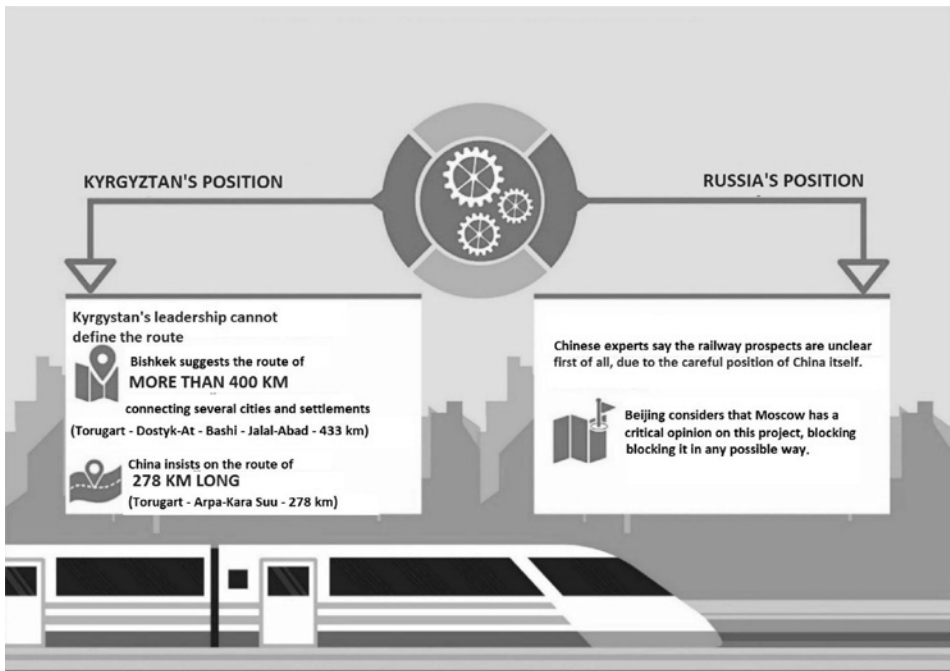 KYRGYZTAN'S POSITION
RUSSIA'S POSITION
Kyrgystan's leadership cannot
define the route
Bishkek suggests the route of
MORE THAN 400 KM
connecting several cities and settlements
(Torugart - Dostyk-At - Bashi - Jalal-Abad - 433 km)
China insists on the route of
278 KM LONG
(Torugart - Arpa-Kara Suu - 278 km)
Chinese experts say the railway prospects are unclear
first of all, due to the careful position of China itself.
Beijing considers that Moscow has a
critical opinion on this project, blocking
blocking it in any possible way.